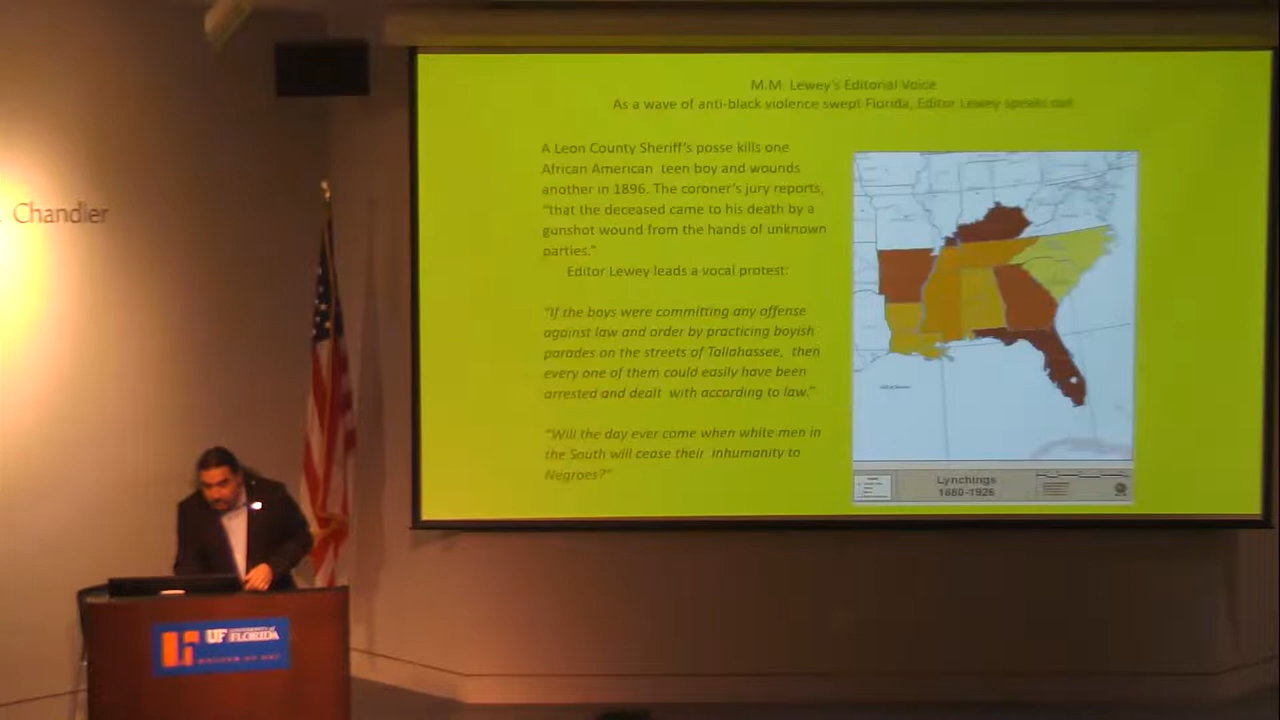 Chandler
M.M Lewey's Editorial Voice
As a wave of anti-black violence swept Florida, Editor Lewey speaks out
A Leon County Sheriff's posse kills one
African American teen boy and wounds
another in 1896. The coroner's jury reports,
"that the deceased came to his death by a
gunshot wound from the hands of unknown
parties."
Editor Lewey leads a vocal protest:
"If the boys were committing any offense
against law and order by practicing boyish
parades on the streets of Tallahassee, then
every one of them could easily have been
arrested and dealt with according to law."
"Will the day ever come when white men in
the South will cease their inhumanity to
Negroes?"
Lynchings
1880-1926
UF UNIVERSITY of
FLORIDA
MUSEUM OF ART